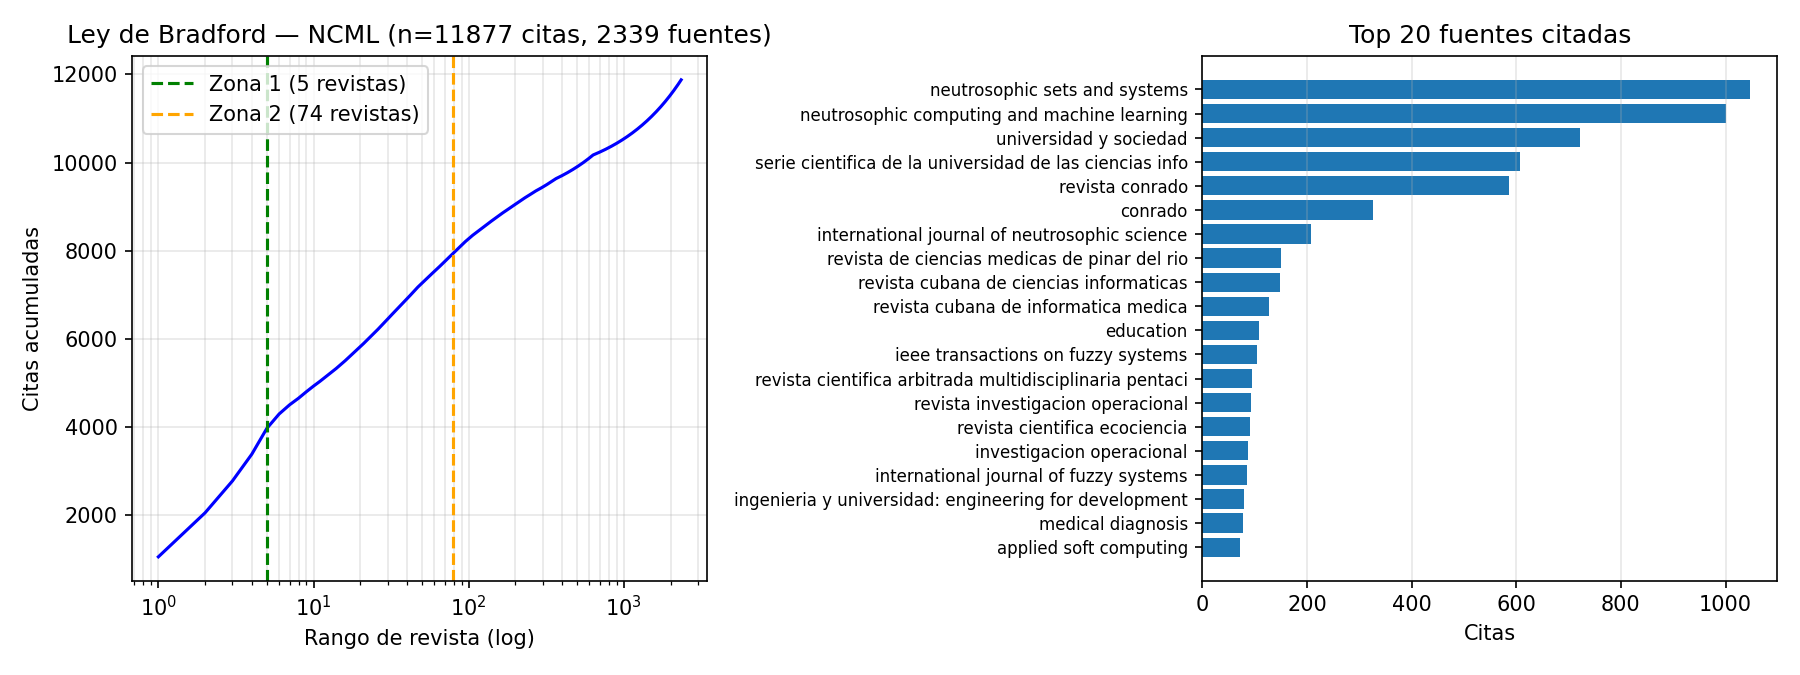 Ley de Bradford — NCML (n=11877 citas, 2339 fuentes)
Zona 1 (5 revistas)
Zona 2 (74 revistas)
Citas acumuladas
12000
10000
8000
6000
4000
2000
10⁰
10¹
10²
10³
Rango de revista (log)
Top 20 fuentes citadas
neutrosophic sets and systems
neutrosophic computing and machine learning
universidad y sociedad
serie cientifica de la universidad de las ciencias info
revista conrado
conrado
international journal of neutrosophic science
revista de ciencias medicas de pinar del rio
revista cubana de ciencias informaticas
revista cubana de informatica medica
education
ieee transactions on fuzzy systems
revista cientifica arbitrada multidisciplinaria pentaci
revista investigacion operacional
revista cientifica ecociencia
investigacion operacional
international journal of fuzzy systems
ingenieria y universidad: engineering for development
medical diagnosis
applied soft computing
0
200
400
600
800
1000
Citas